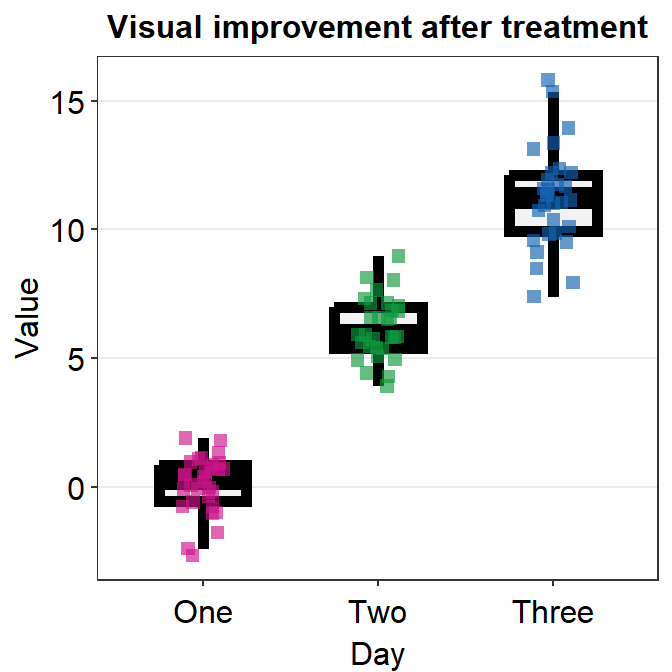 Visual improvement after treatment
Value
15
10
5
0
One Two Three
Day